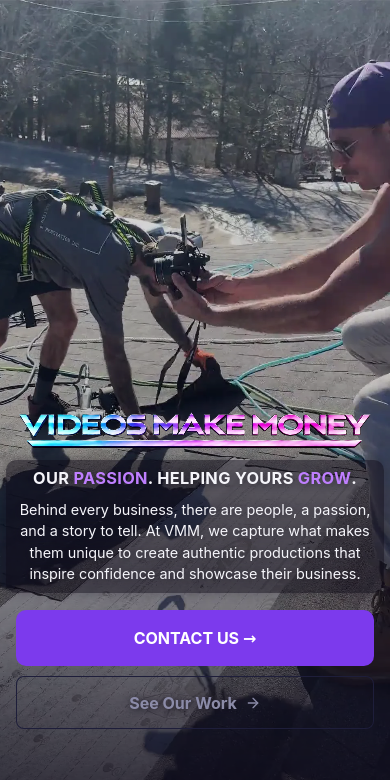 VIDEOS MAKE MONEY
OUR PASSION. HELPING YOURS GROW.
Behind every business, there are people, a passion,
and a story to tell. At VMM, we capture what makes
them unique to create authentic productions that
inspire confidence and showcase their business.
CONTACT US →
See Our Work →